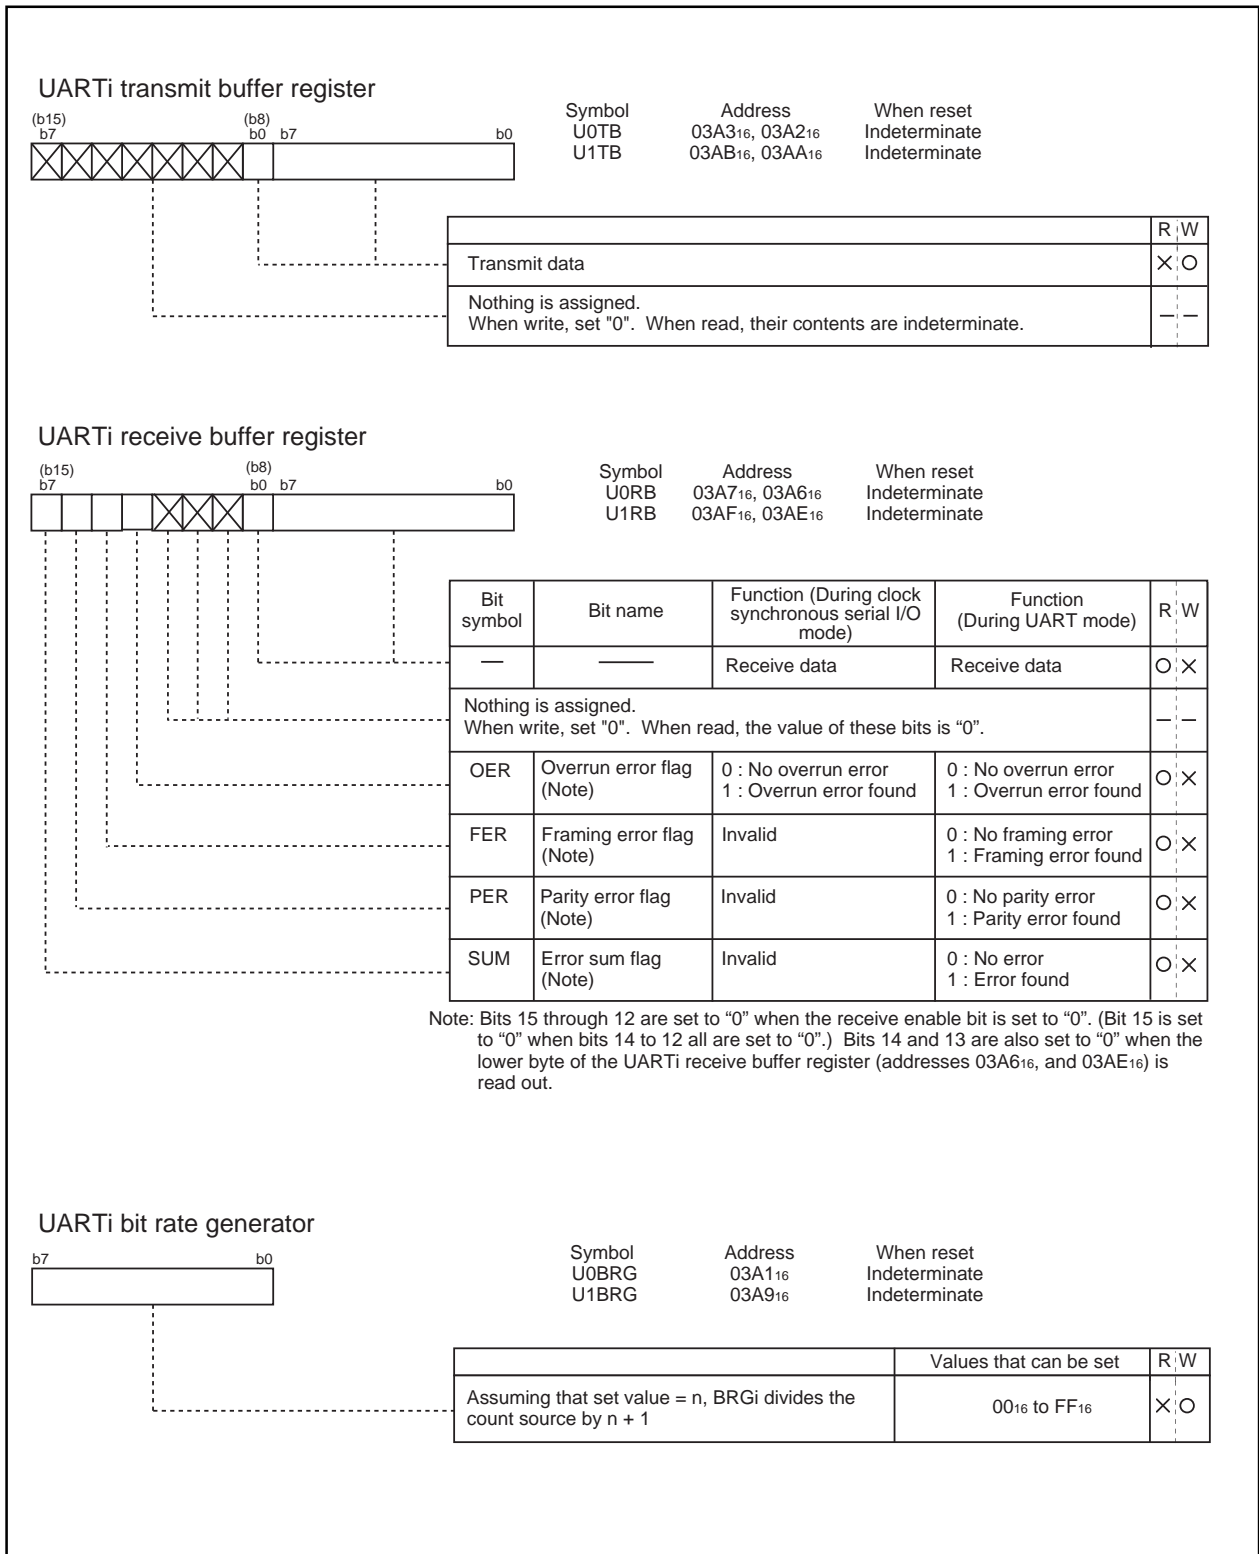 UARTi transmit buffer register
(b15) (b8)
b7 b0 b7 b0
Symbol Address When reset
U0TB 03A316, 03A216 Indeterminate
U1TB 03AB16, 03AA16 Indeterminate
R W
Transmit data
Nothing is assigned.
When write, set "0". When read, their contents are indeterminate.
UARTi receive buffer register
(b15) (b8)
b7 b0 b7 b0
Symbol Address When reset
U0RB 03A716, 03A616 Indeterminate
U1RB 03AF16, 03AE16 Indeterminate
Bit symbol Bit name Function (During clock synchronous serial I/O mode) Function (During UART mode) R W
— —— Receive data Receive data O X
Nothing is assigned.
When write, set "0". When read, the value of these bits is “0”.
OER Overrun error flag 0 : No overrun error 0 : No overrun error
(Note) 1 : Overrun error found 1 : Overrun error found
FER Framing error flag Invalid 0 : No framing error
(Note) 1 : Framing error found
PER Parity error flag Invalid 0 : No parity error
(Note) 1 : Parity error found
SUM Error sum flag Invalid 0 : No error
(Note) 1 : Error found
Note: Bits 15 through 12 are set to “0” when the receive enable bit is set to “0”. (Bit 15 is set
to “0” when bits 14 to 12 all are set to “0”.) Bits 14 and 13 are also set to “0” when the
lower byte of the UARTi receive buffer register (addresses 03A616, and 03AE16) is
read out.
UARTi bit rate generator
b7 b0
Symbol Address When reset
U0BRG 03A116 Indeterminate
U1BRG 03A916 Indeterminate
Values that can be set R W
Assuming that set value = n, BRGi divides the
count source by n + 1
0016 to FF16